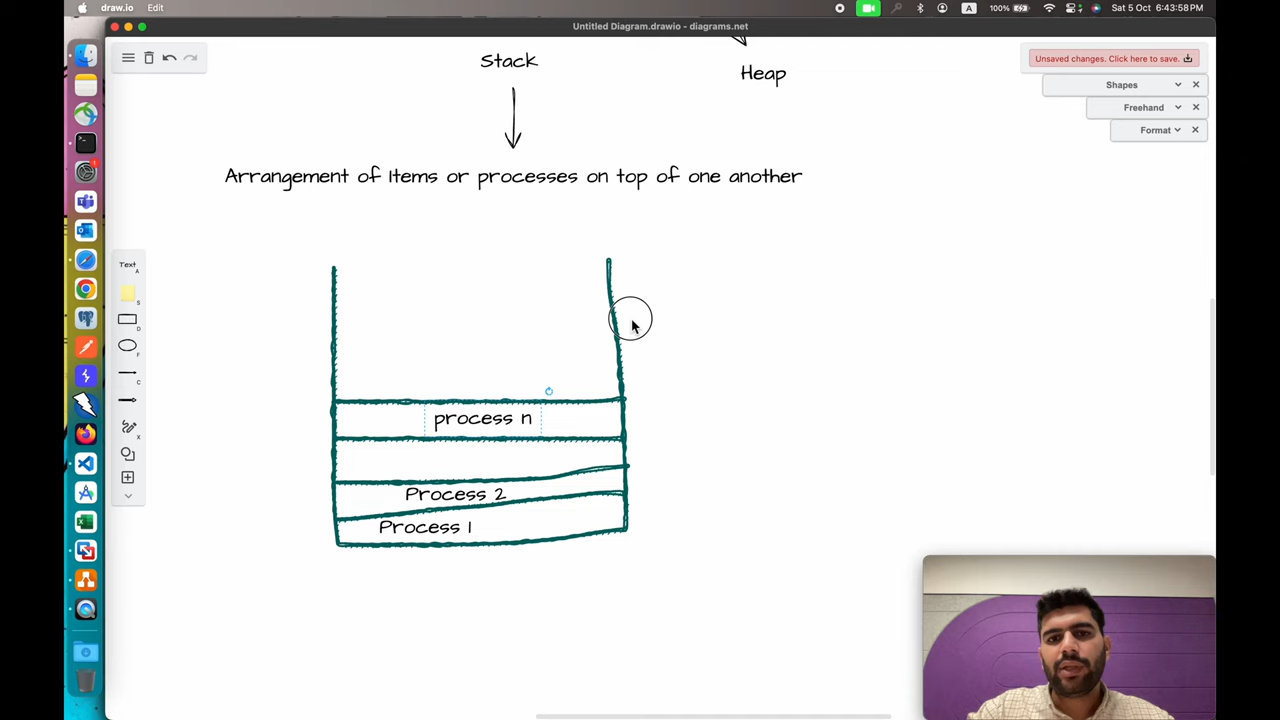 draw.io Edit
100% A Sat 5 Oct 6:43:58 PM
Untitled Diagram.drawio - diagrams.net
Unsaved changes. Click here to save.
Shapes
Freehand
Format
Stack
Heap
Arrangement of Items or processes on top of one another
Text
A
S
D
F
C
X
process n
Process 2
Process 1